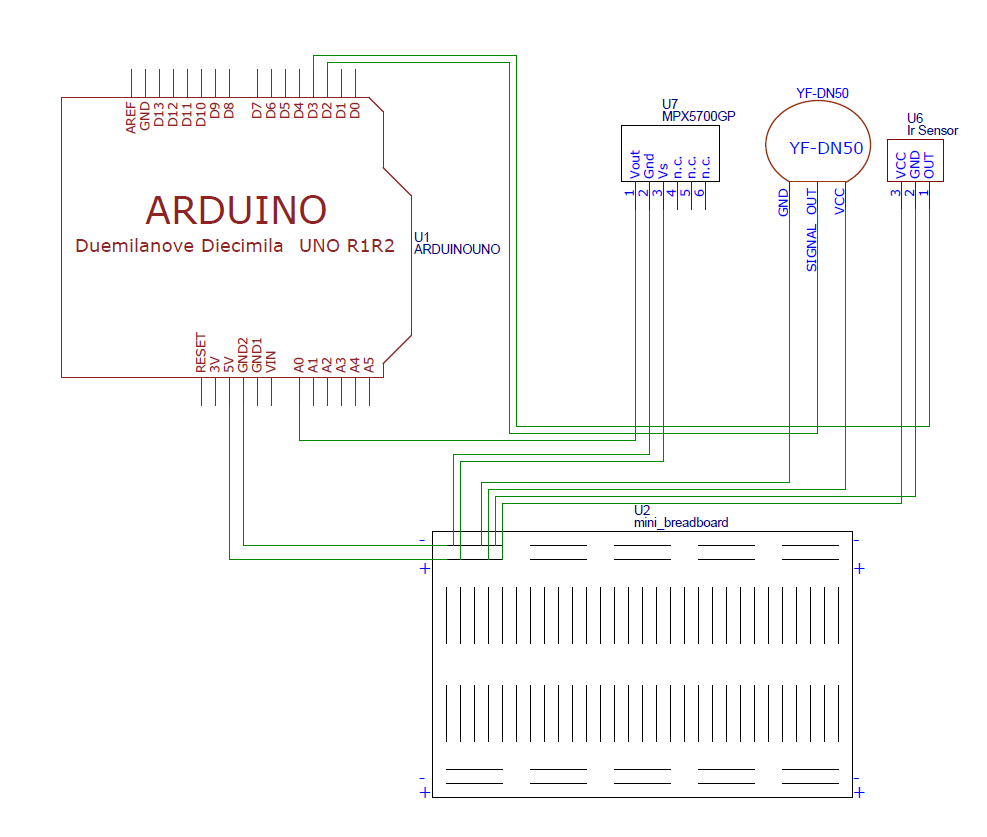 AREF
GND
D13
D12
D11
D10
D9
D8
D7
D6
D5
D4
D3
D2
D1
D0
ARDUINO
Duemilanove Diecimila UNO R1R2
U1
ARDUINOUNO
RESET
3V
5V
GND2
GND1
VIN
A0
A1
A2
A3
A4
A5
U7
MPX5700GP
Vout
Gnd
Vs
n.c.
n.c.
n.c.
1
2
3
4
5
6
YF-DN50
YF-DN50
GND
SIGNAL OUT
VCC
U6
Ir Sensor
VCC
GND
OUT
3
2
1
U2
mini_breadboard
-
-
+
+
-
-
+
+